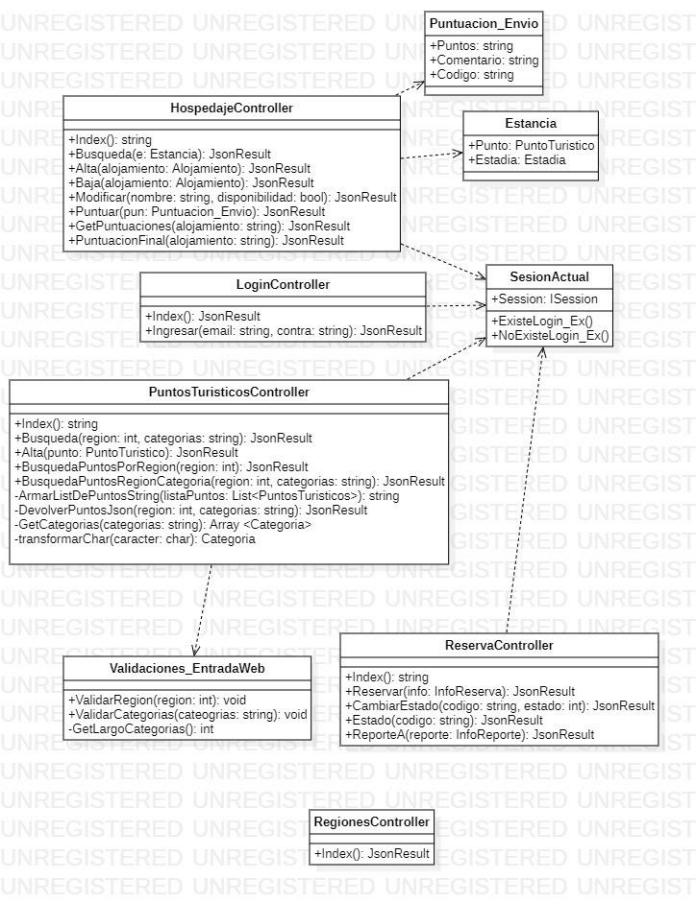 Puntuacion_Envio
+Puntos: string
+Comentario: string
+Codigo: string
HospedajeController
+Index(): string
+Busqueda(e: Estancia): JsonResult
+Alta(alojamiento: Alojamiento): JsonResult
+Baja(alojamiento: Alojamiento): JsonResult
+Modificar(nombre: string, disponibilidad: bool): JsonResult
+Puntuar(pun: Puntuacion_Envio): JsonResult
+GetPuntuaciones(alojamiento: string): JsonResult
+PuntuacionFinal(alojamiento: string): JsonResult
Estancia
+Punto: PuntoTuristico
+Estadia: Estadia
SesionActual
+Session: ISession
+ExisteLogin_Ex()
+NoExisteLogin_Ex()
LoginController
+Index(): JsonResult
+Ingresar(email: string, contra: string): JsonResult
PuntosTuristicosController
+Index(): string
+Busqueda(region: int, categorias: string): JsonResult
+Alta(punto: PuntoTuristico): JsonResult
+BusquedaPuntosPorRegion(region: int): JsonResult
+BusquedaPuntosRegionCategoria(region: int, categorias: string): JsonResult
-ArmarListDePuntosString(listaPuntos: List<PuntosTuristicos>): string
-DevolverPuntosJson(region: int, categorias: string): JsonResult
-GetCategorias(categorias: string): Array <Categoria>
-transformarChar(caracter: char): Categoria
Validaciones_EntradaWeb
+ValidarRegion(region: int): void
+ValidarCategorias(cateogrias: string): void
-GetLargoCategorias(): int
ReservaController
+Index(): string
+Reservar(info: InfoReserva): JsonResult
+CambiarEstado(codigo: string, estado: int): JsonResult
+Estado(codigo: string): JsonResult
+ReporteA(reporte: InfoReporte): JsonResult
RegionesController
+Index(): JsonResult